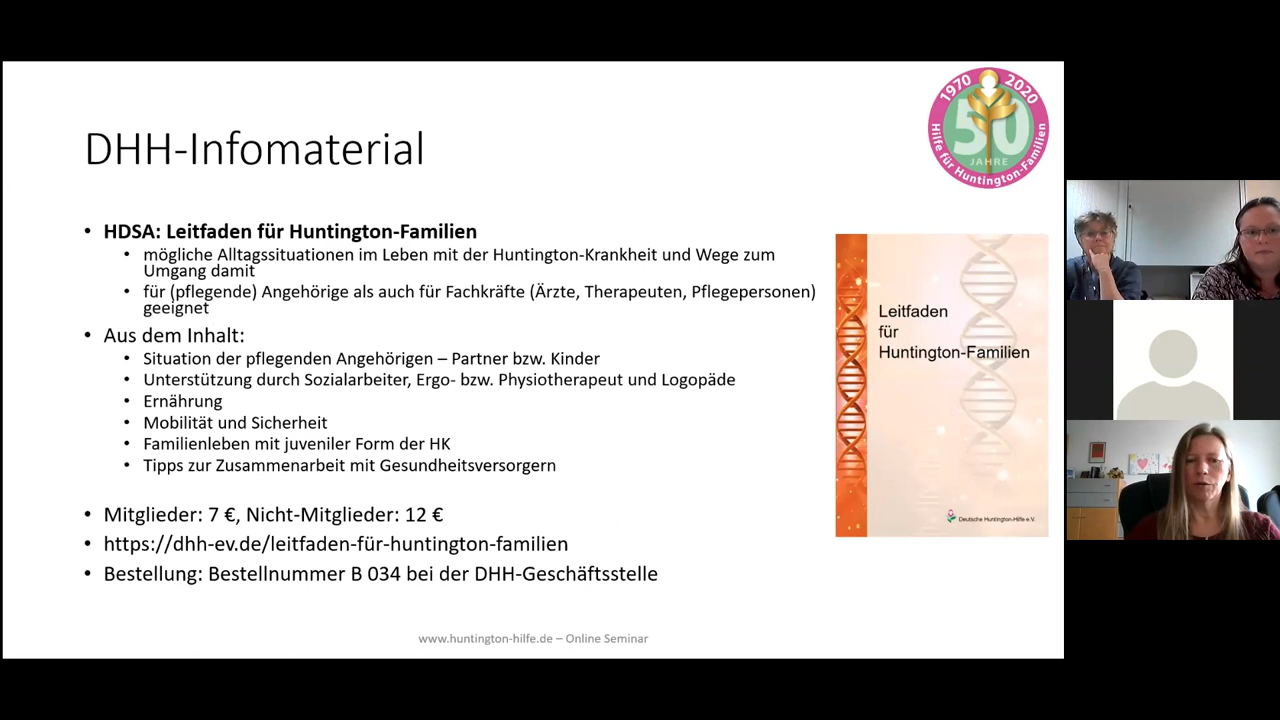 1970 2020
50
JAHRE
Hilfe für Huntington-Familien
DHH-Infomaterial
• HDSA: Leitfaden für Huntington-Familien
• mögliche Alltagssituationen im Leben mit der Huntington-Krankheit und Wege zum
Umgang damit
• für (pflegende) Angehörige als auch für Fachkräfte (Ärzte, Therapeuten, Pflegepersonen)
geeignet
• Aus dem Inhalt:
• Situation der pflegenden Angehörigen – Partner bzw. Kinder
• Unterstützung durch Sozialarbeiter, Ergo- bzw. Physiotherapeut und Logopäde
• Ernährung
• Mobilität und Sicherheit
• Familienleben mit juveniler Form der HK
• Tipps zur Zusammenarbeit mit Gesundheitsversorgern
• Mitglieder: 7 €, Nicht-Mitglieder: 12 €
• https://dhh-ev.de/leitfaden-für-huntington-familien
• Bestellung: Bestellnummer B 034 bei der DHH-Geschäftsstelle
Leitfaden
für
Huntington-Familien
Deutsche Huntington-Hilfe e.V.
www.huntington-hilfe.de – Online Seminar